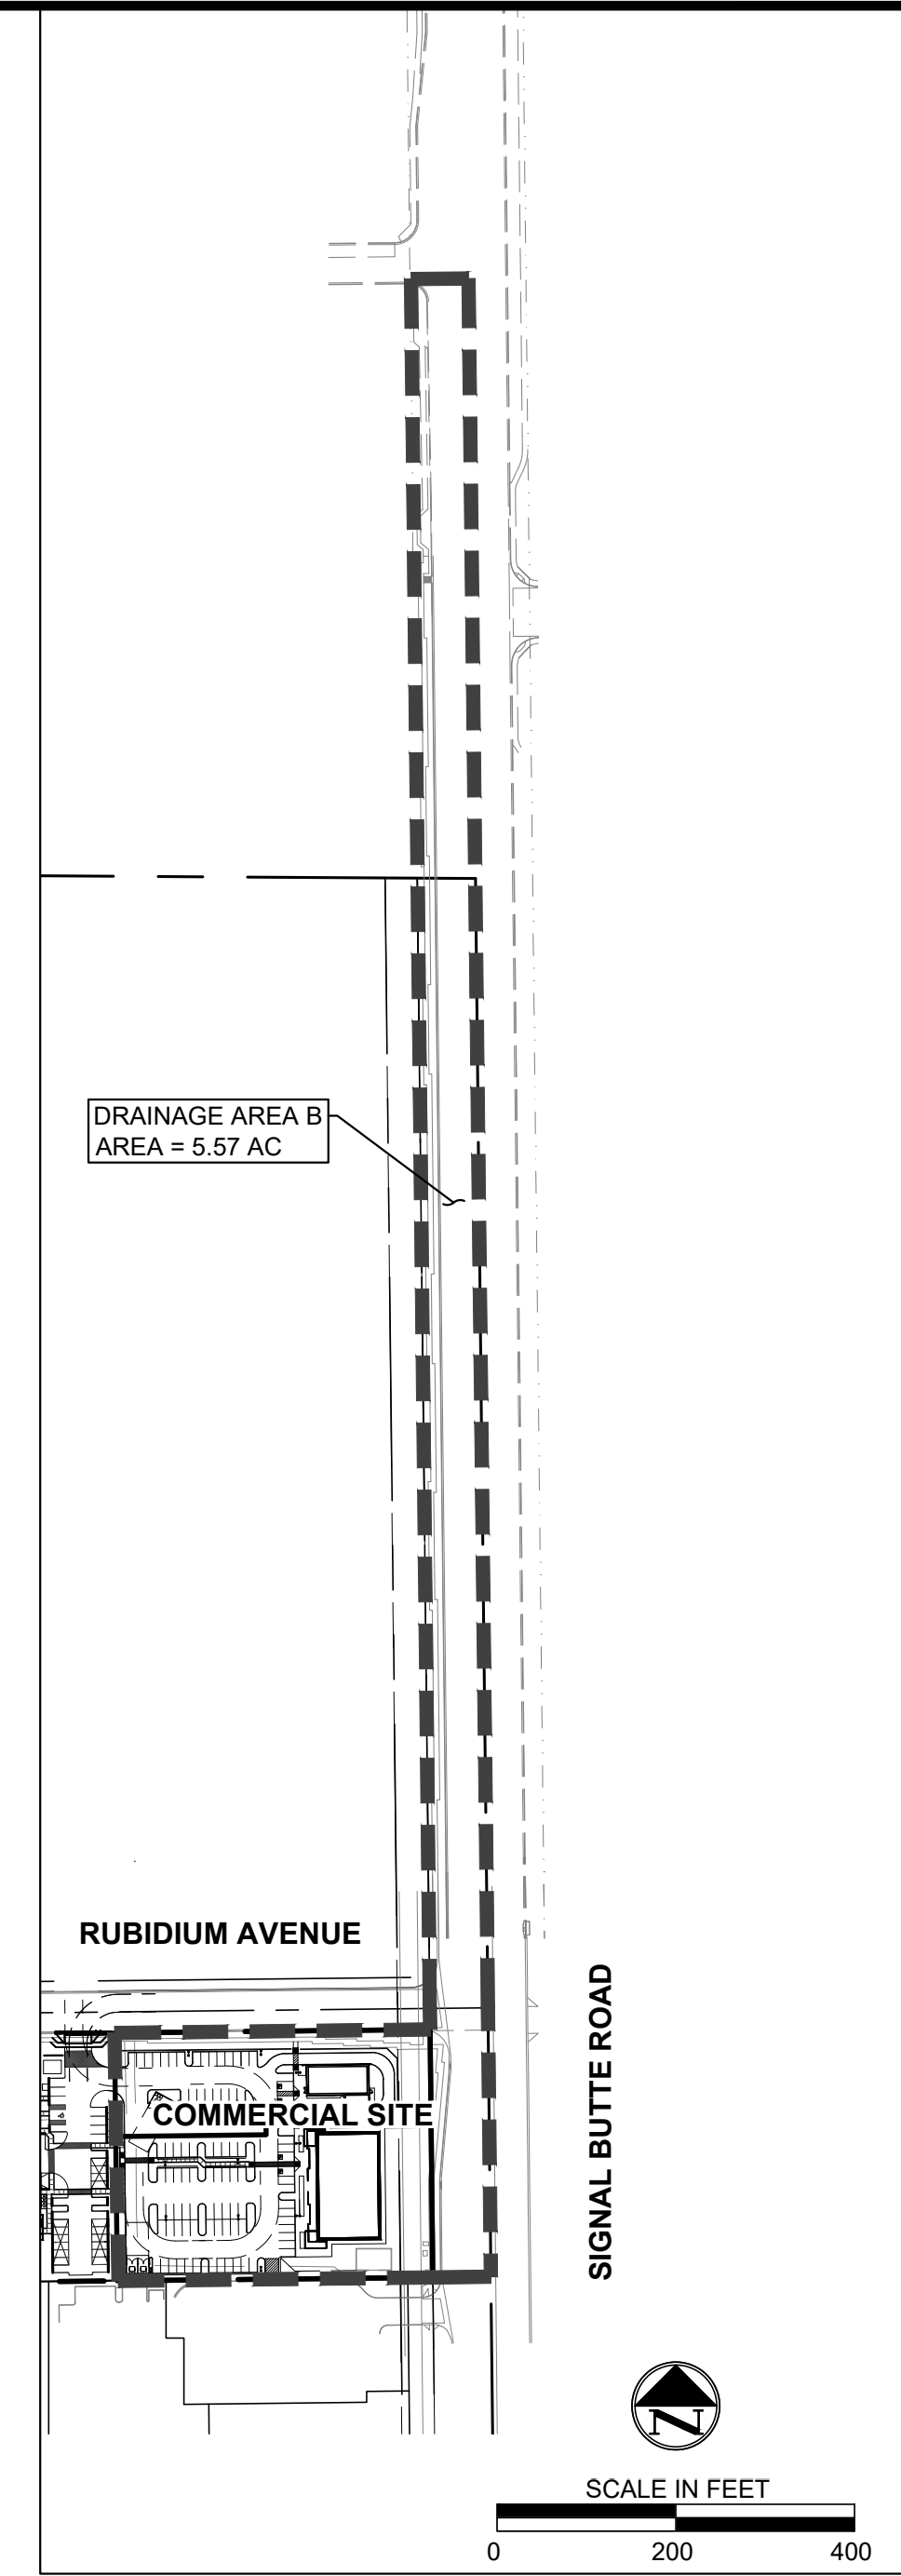 DRAINAGE AREA B
AREA = 5.57 AC
RUBIDIUM AVENUE
COMMERCIAL SITE
SIGNAL BUTTE ROAD
N
SCALE IN FEET
0 200 400